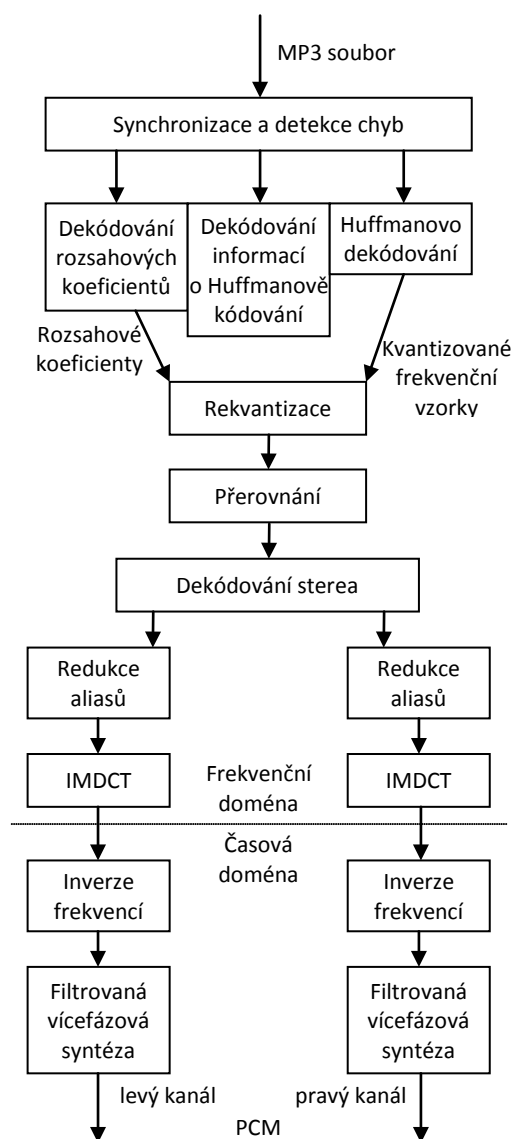 MP3 soubor
Synchronizace a detekce chyb
Dekódování
rozsahových
koeficientů
Dekódování
informací
o Huffmanově
kódování
Huffmanovo
dekódování
Rozsahové
koeficienty
Kvantizované
frekvenční
vzorky
Rekvantizace
Přerovnání
Dekódování sterea
Redukce
aliasů
Redukce
aliasů
IMDCT
Frekvenční
doména
IMDCT
Časová
doména
Inverze
frekvencí
Inverze
frekvencí
Filtrovaná
vícefázová
syntéza
Filtrovaná
vícefázová
syntéza
levý kanál
pravý kanál
PCM